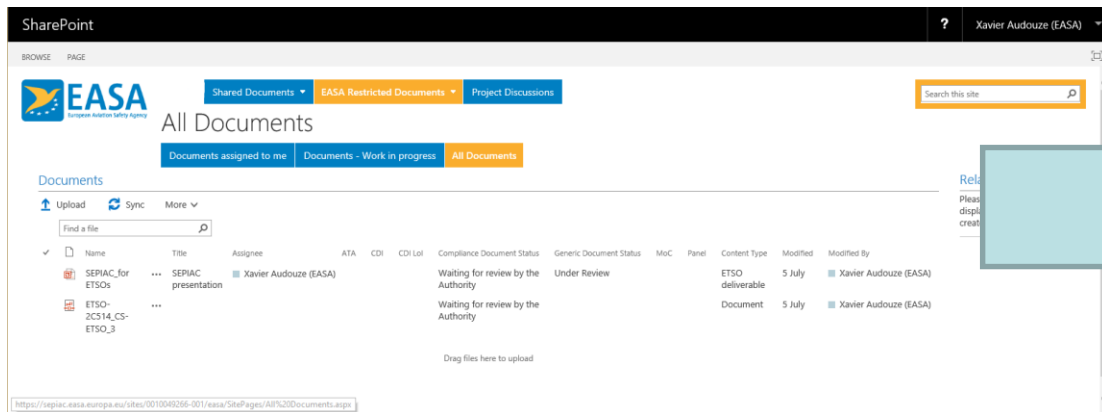 SharePoint
? Xavier Audouze (EASA)
BROWSE PAGE
EASA
European Aviation Safety Agency
Shared Documents EASA Restricted Documents Project Discussions
Search this site
All Documents
Documents assigned to me Documents - Work in progress All Documents
Documents
Upload Sync More
Find a file
Name Title Assignee ATA CDI CDI LoI Compliance Document Status Generic Document Status MoC Panel Content Type Modified Modified By
SEPIAC_for ... SEPIAC Xavier Audouze (EASA) Waiting for review by the Under Review ETSO 5 July Xavier Audouze (EASA)
ETSOs presentation Authority deliverable
ETSO- ... Waiting for review by the Document 5 July Xavier Audouze (EASA)
2C514_CS- Authority
ETSO_3
Drag files here to upload
https://sepiac.easa.europa.eu/sites/0010049266-001/easa/SitePages/All%20Documents.aspx